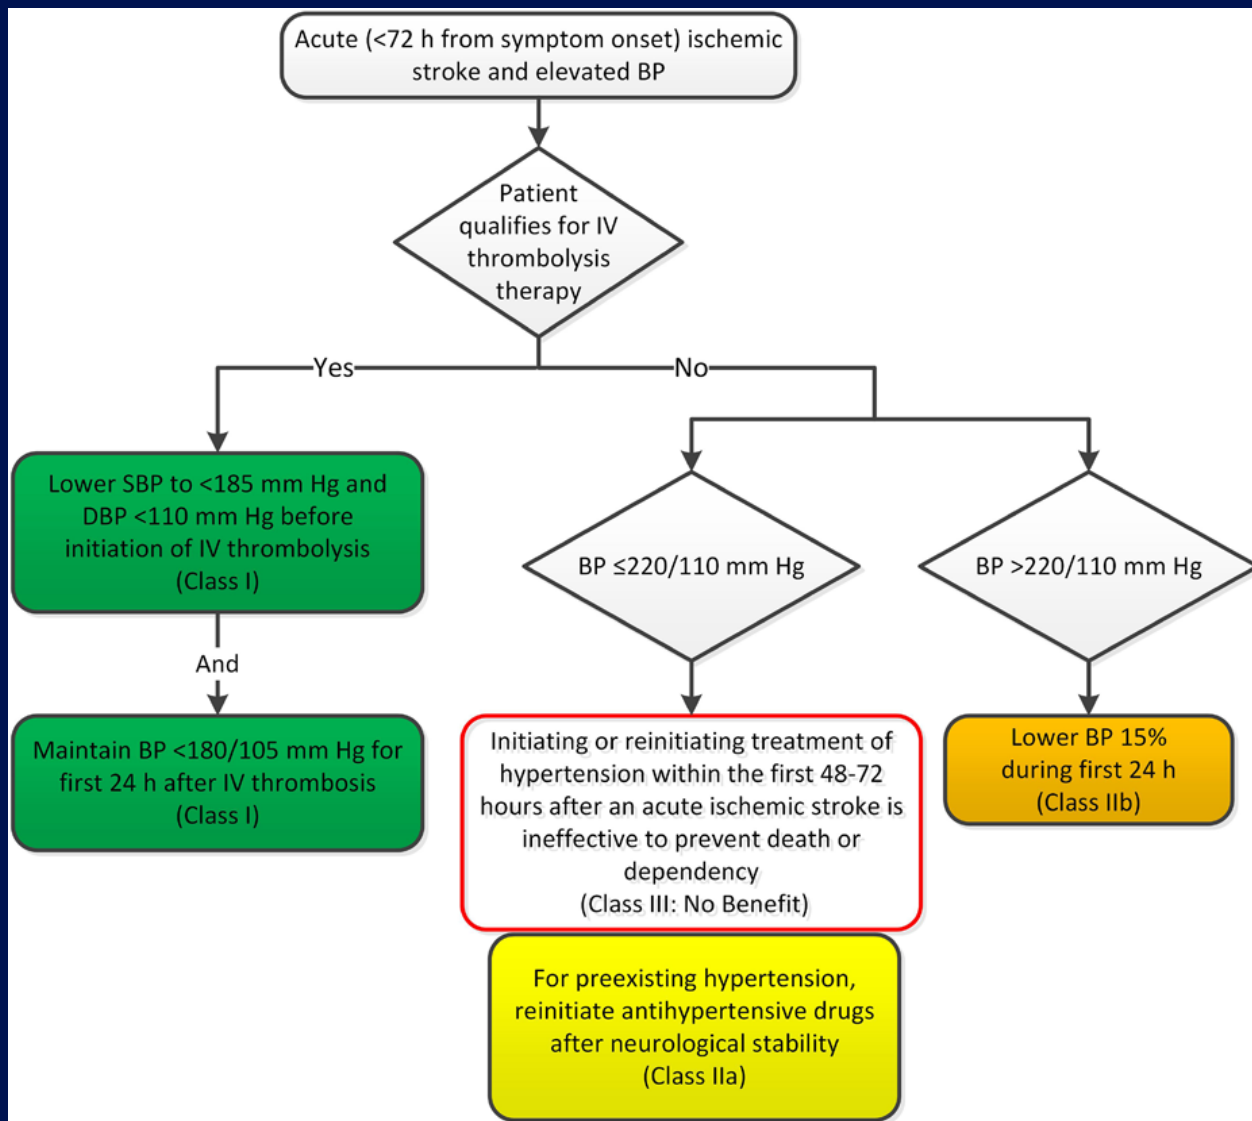 Acute (<72 h from symptom onset) ischemic
stroke and elevated BP
Patient
qualifies for IV
thrombolysis
therapy
Yes
No
Lower SBP to <185 mm Hg and
DBP <110 mm Hg before
initiation of IV thrombolysis
(Class I)
And
Maintain BP <180/105 mm Hg for
first 24 h after IV thrombosis
(Class I)
BP ≤220/110 mm Hg
BP >220/110 mm Hg
Initiating or reinitiating treatment of
hypertension within the first 48-72
hours after an acute ischemic stroke is
ineffective to prevent death or
dependency
(Class III: No Benefit)
Lower BP 15%
during first 24 h
(Class IIb)
For preexisting hypertension,
reinitiate antihypertensive drugs
after neurological stability
(Class IIa)